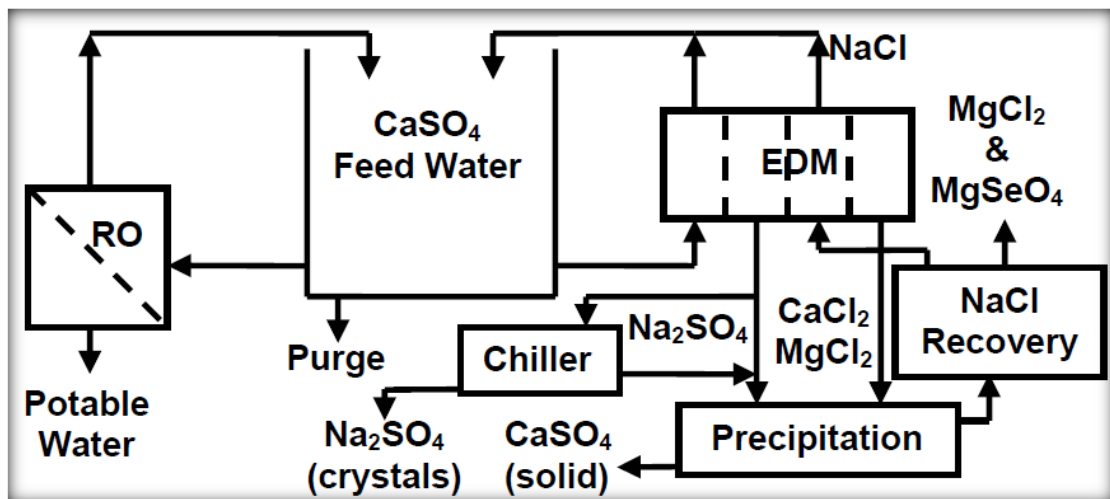 NaCl
CaSO₄
Feed Water
EDM
MgCl₂
&
MgSeO₄
RO
NaCl
Recovery
Purge
Chiller
Na₂SO₄
CaCl₂
MgCl₂
Potable
Water
Na₂SO₄
(crystals)
CaSO₄
(solid)
Precipitation